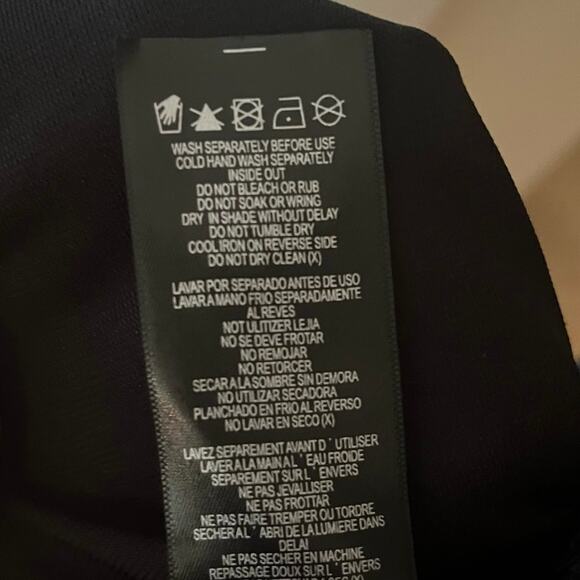 WASH SEPARATELY BEFORE USE
COLD HAND WASH SEPARATELY
INSIDE OUT
DO NOT BLEACH OR RUB
DO NOT SOAK OR WRING
DRY IN SHADE WITHOUT DELAY
DO NOT TUMBLE DRY
COOL IRON ON REVERSE SIDE
DO NOT DRY CLEAN (X)
LAVAR POR SEPARADO ANTES DE USO
LAVAR A MANO FRIO SEPARADAMENTE
AL REVES
NOT ULITIZER LEJIA
NO SE DEVE FROTAR
NO REMOJAR
NO RETORCER
SECAR A LA SOMBRE SIN DEMORA
NO UTILIZAR SECADORA
PLANCHADO EN FRIO AL REVERSO
NO LAVAR EN SECO (X)
LAVEZ SEPAREMENT AVANT D ' UTILISER
LAVER A LA MAIN A L ' EAU FROIDE
SEPAREMENT SUR L ' ENVERS
NE PAS JEVALLISER
NE PAS FROTTAR
NE PAS FAIRE TREMPER OU TORDRE
SECHER A L ' ABRI DE LA LUMIERE DANS
DELAI
NE PAS SECHER EN MACHINE
REPASSAGE DOUX SUR L ' ENVERS